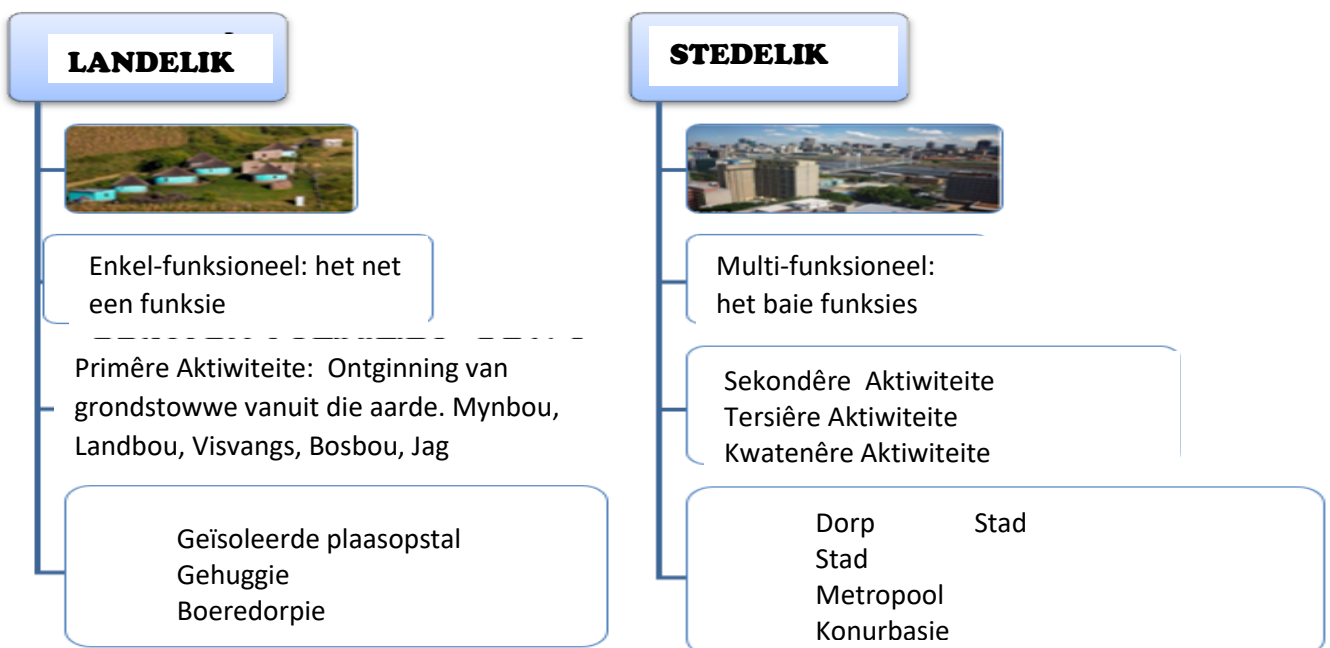 LANDELIK
Enkel-funksioneel: het net
een funksie
Primêre Aktiwiteite: Ontginning van
grondstowwe vanuit die aarde. Mynbou,
Landbou, Visvangs, Bosbou, Jag
Geïsoleerde plaasopstal
Gehuggie
Boeredorpie
STEDELIK
Multi-funksioneel:
het baie funksies
Sekondêre Aktiwiteite
Tersiêre Aktiwiteite
Kwatenêre Aktiwiteite
Dorp Stad
Stad
Metropool
Konurbasie